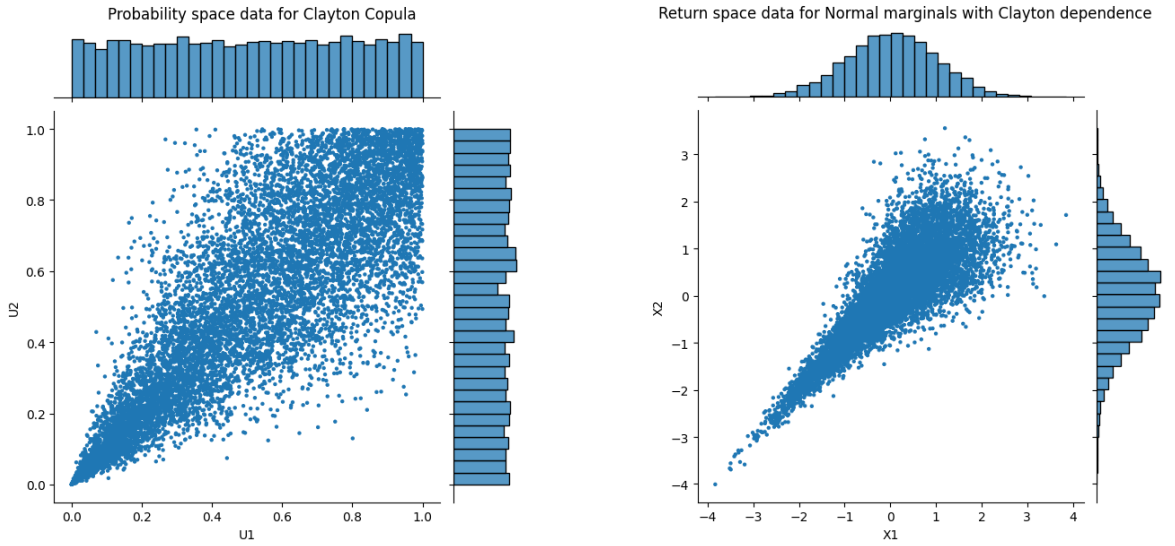 Probability space data for Clayton Copula
1.0
0.8
0.6
0.4
0.2
0.0
U2
0.0 0.2 0.4 0.6 0.8 1.0
U1
Return space data for Normal marginals with Clayton dependence
3
2
1
0
−1
−2
−3
−4
X2
−4 −3 −2 −1 0 1 2 3 4
X1